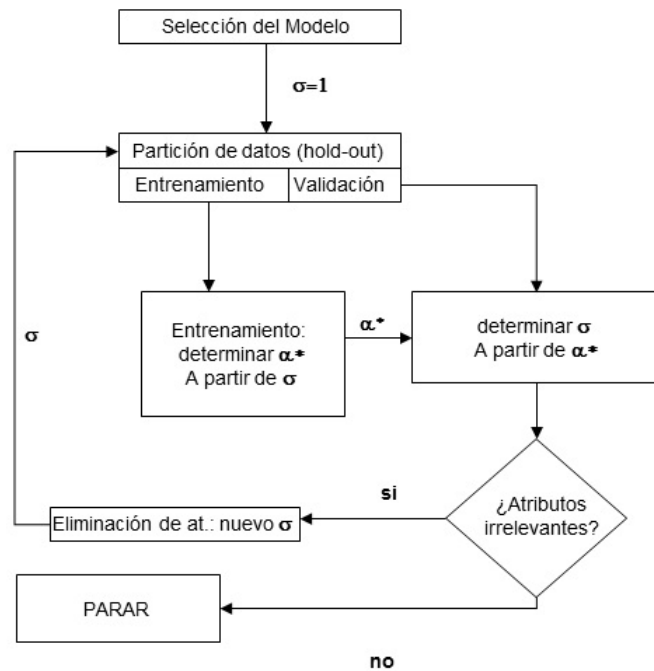 Selección del Modelo
σ=1
Partición de datos (hold-out)
Entrenamiento
Validación
Entrenamiento:
determinar α*
A partir de σ
α*
determinar σ
A partir de α*
σ
¿Atributos
irrelevantes?
si
Eliminación de at.: nuevo σ
PARAR
no